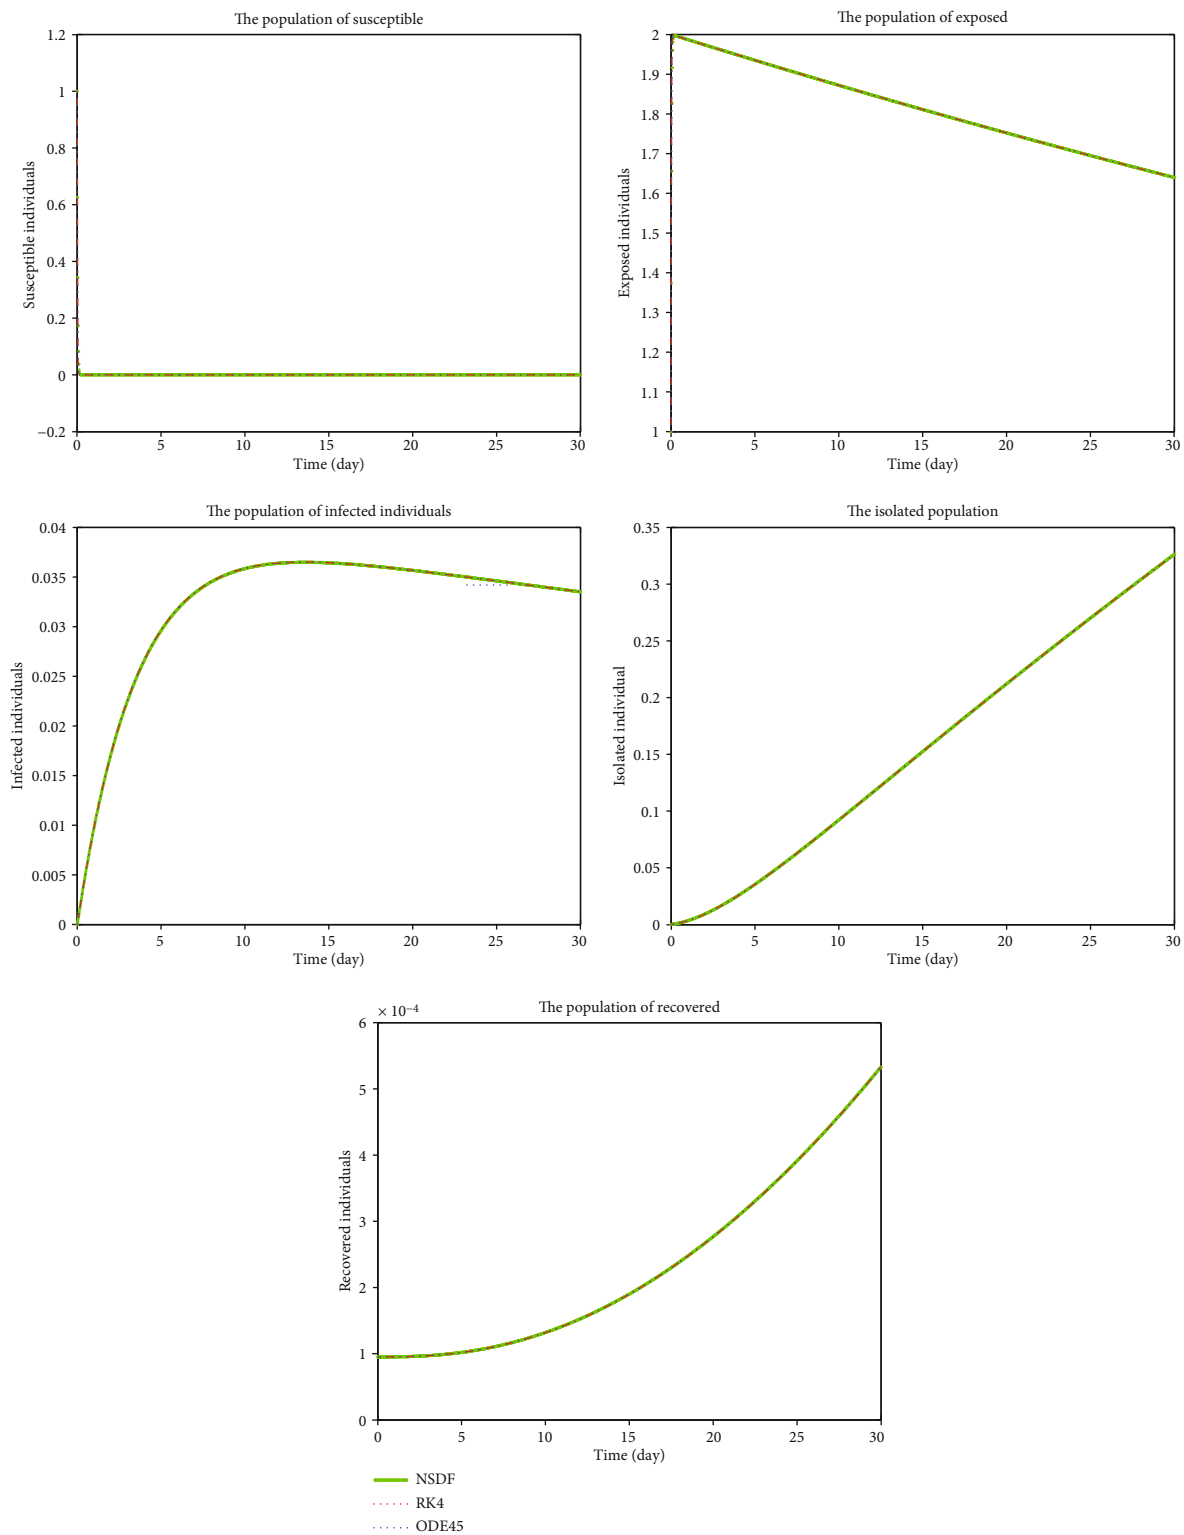 The population of susceptible
1.2
1
0.8
0.6
0.4
0.2
0
−0.2
Susceptible individuals
0 5 10 15 20 25 30
Time (day)
The population of exposed
2
1.9
1.8
1.7
1.6
1.5
1.4
1.3
1.2
1.1
1
Exposed individuals
0 5 10 15 20 25 30
Time (day)
The population of infected individuals
0.04
0.035
0.03
0.025
0.02
0.015
0.01
0.005
0
Infected individuals
0 5 10 15 20 25 30
Time (day)
The isolated population
0.35
0.3
0.25
0.2
0.15
0.1
0.05
0
Isolated individual
0 5 10 15 20 25 30
Time (day)
The population of recovered
× 10⁻⁴
6
5
4
3
2
1
0
Recovered individuals
0 5 10 15 20 25 30
Time (day)
NSDF
RK4
ODE45